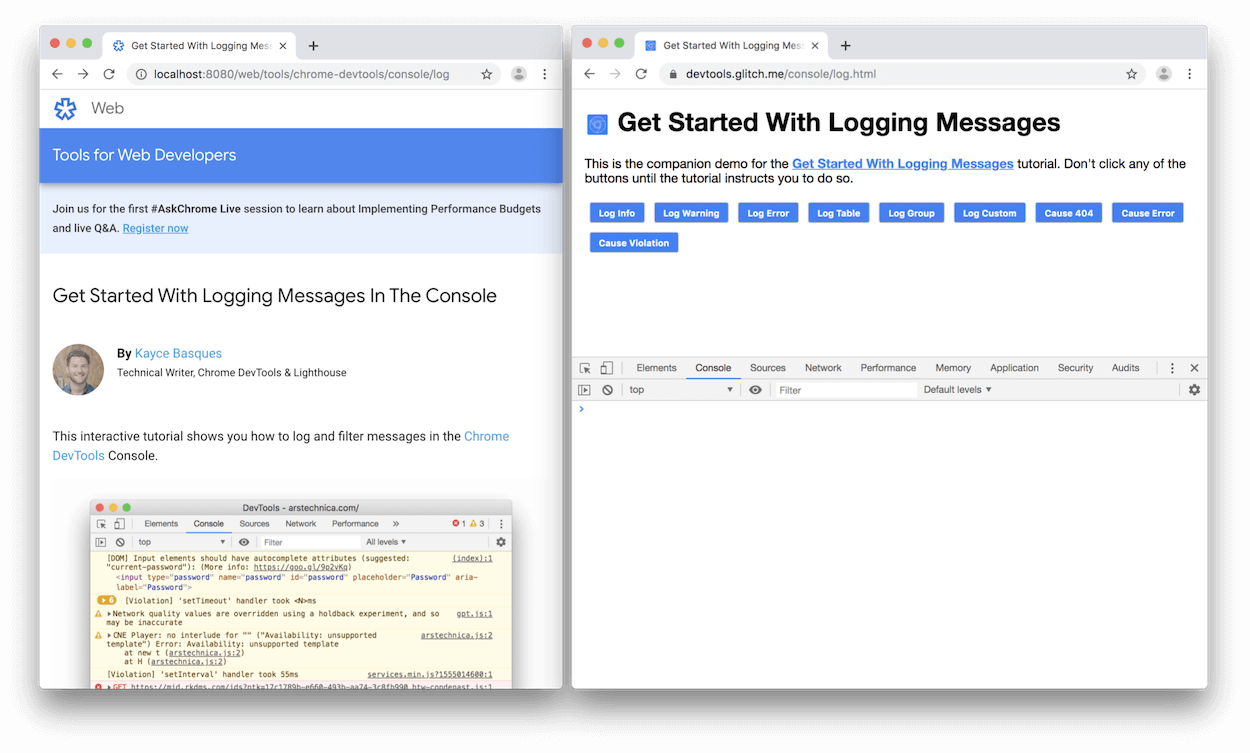 Get Started With Logging Mess
localhost:8080/web/tools/chrome-devtools/console/log
Web
Tools for Web Developers
Join us for the first #AskChrome Live session to learn about Implementing Performance Budgets
and live Q&A. Register now
Get Started With Logging Messages In The Console
By Kayce Basques
Technical Writer, Chrome DevTools & Lighthouse
This interactive tutorial shows you how to log and filter messages in the Chrome
DevTools Console.
DevTools - arstechnica.com/
Elements Console Sources Network Performance » 1 3
top Filter All levels
[DOM] Input elements should have autocomplete attributes (suggested: (index):1
"current-password"): (More info: https://goo.gl/9p2vKq)
<input type="password" name="password" id="password" placeholder="Password" aria-
label="Password">
6 [Violation] 'setTimeout' handler took <N>ms
Network quality values are overridden using a holdback experiment, and so gpt.js:1
may be inaccurate
CNE Player: no interlude for "" ("Availability: unsupported arstechnica.js:2
template") Error: Availability: unsupported template
at new t (arstechnica.js:2)
at H (arstechnica.js:2)
[Violation] 'setInterval' handler took 55ms services.min.js?1555014600:1
GET
Get Started With Logging Mess
devtools.glitch.me/console/log.html
Get Started With Logging Messages
This is the companion demo for the Get Started With Logging Messages tutorial. Don't click any of the
buttons until the tutorial instructs you to do so.
Log Info Log Warning Log Error Log Table Log Group Log Custom Cause 404 Cause Error
Cause Violation
Elements Console Sources Network Performance Memory Application Security Audits
top Filter Default levels